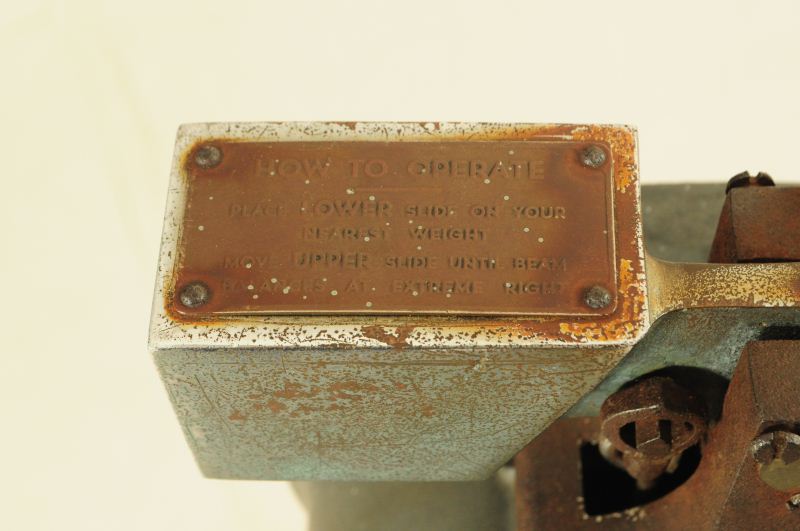 HOW TO OPERATE
PLACE LOWER SLIDE ON YOUR
NEAREST WEIGHT
MOVE UPPER SLIDE UNTIL BEAM
BALANCES AT EXTREME RIGHT